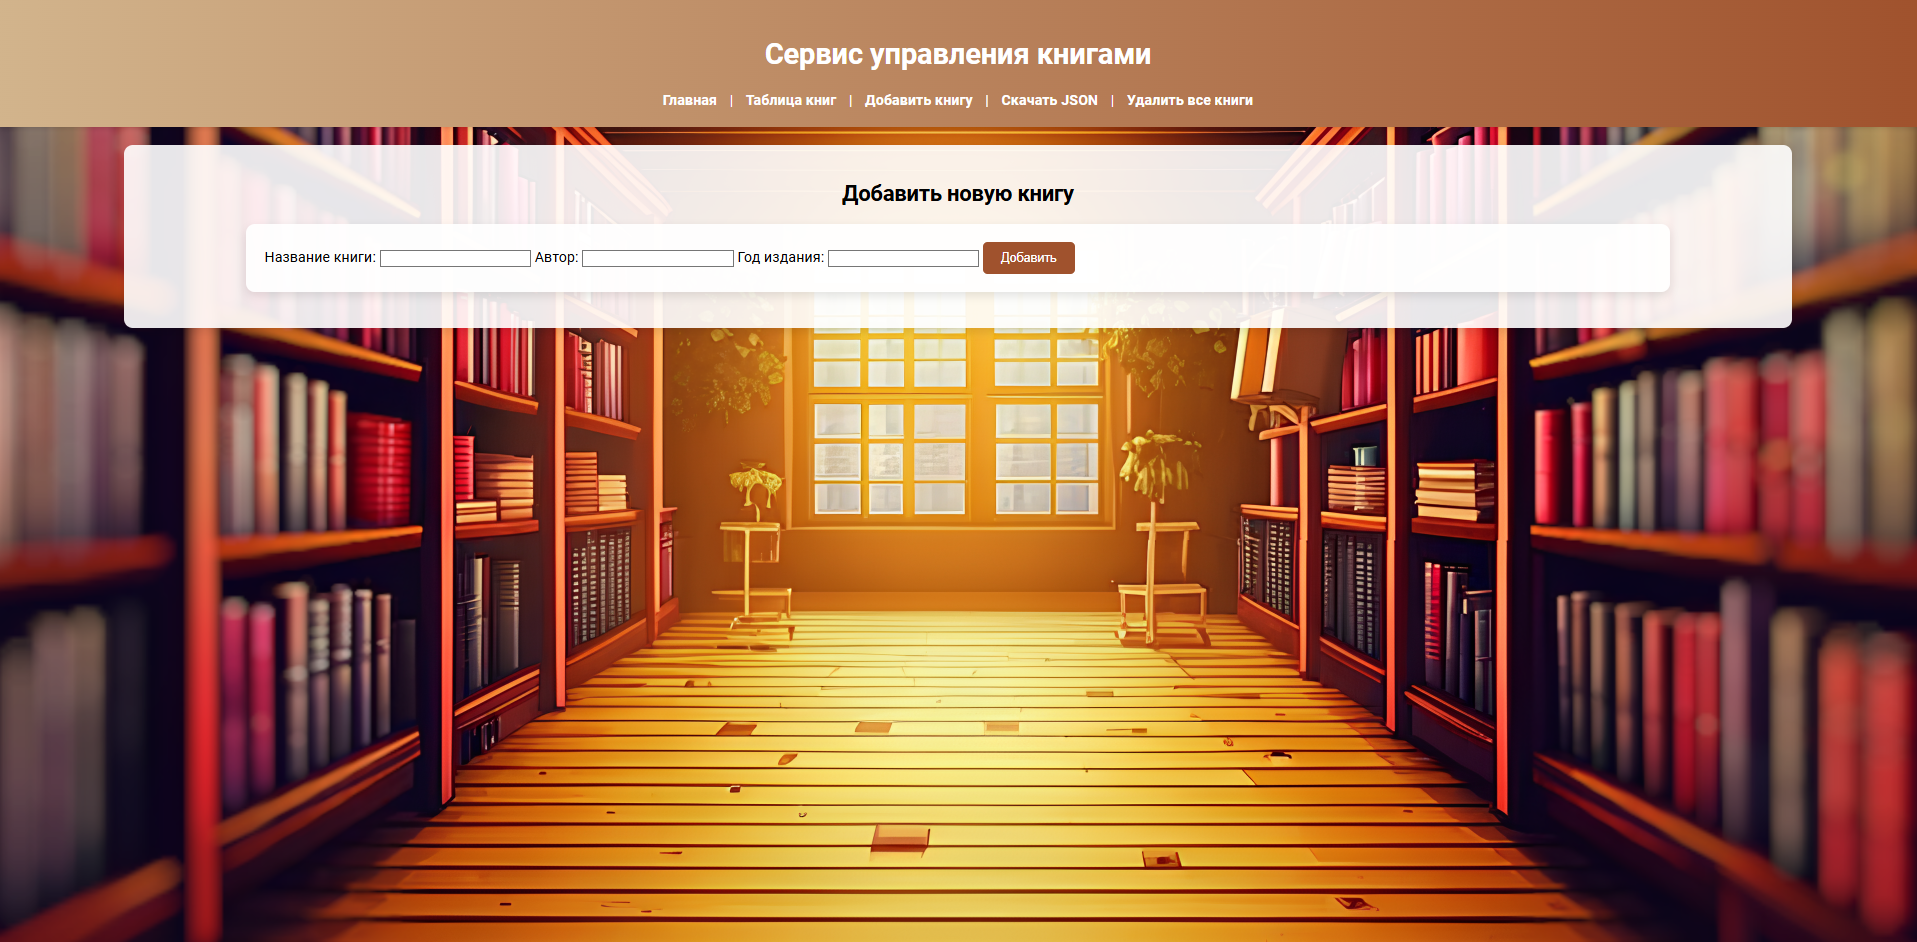 Сервис управления книгами
Главная | Таблица книг | Добавить книгу | Скачать JSON | Удалить все книги
Добавить новую книгу
Название книги: Автор: Год издания: Добавить